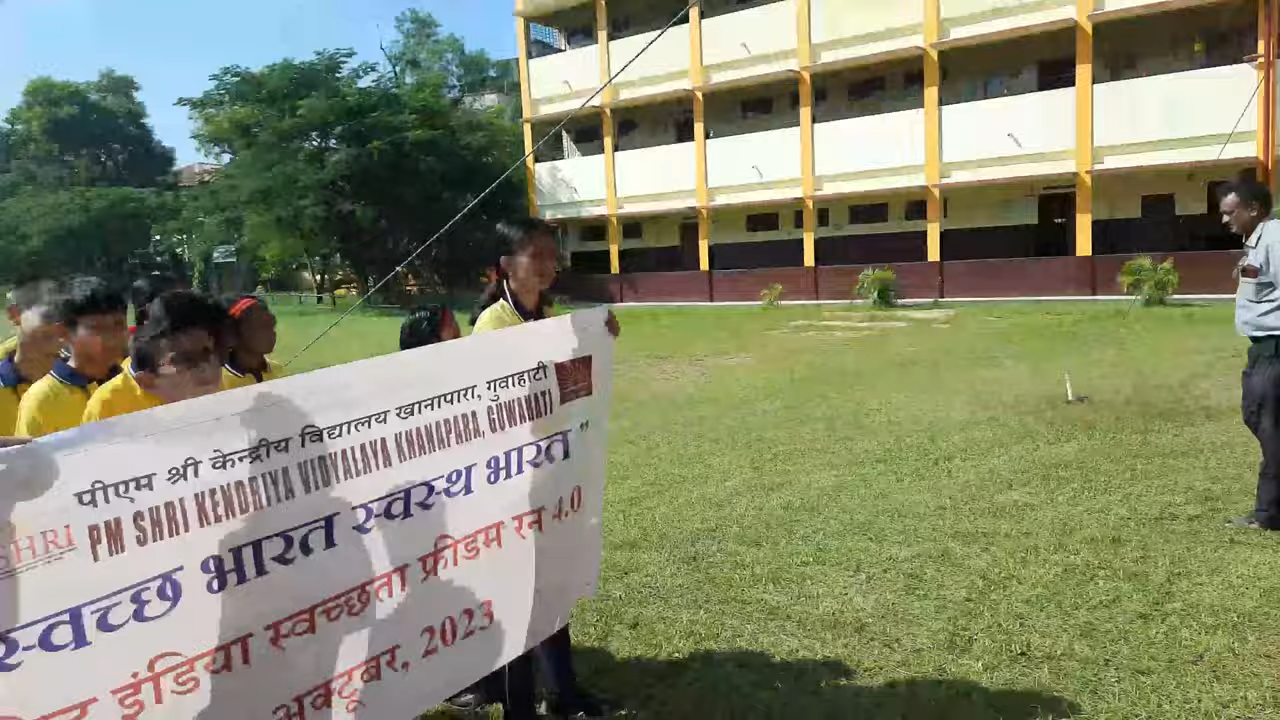 पीएम श्री केन्द्रीय विद्यालय खानापारा, गुवाहाटी
SHRI PM SHRI KENDRIYA VIDYALAYA KHANAPARA, GUWAHATI
स्वच्छ भारत स्वस्थ भारत "
इंडिया स्वच्छता फ्रीडम रन 4.0
अक्टूबर, 2023